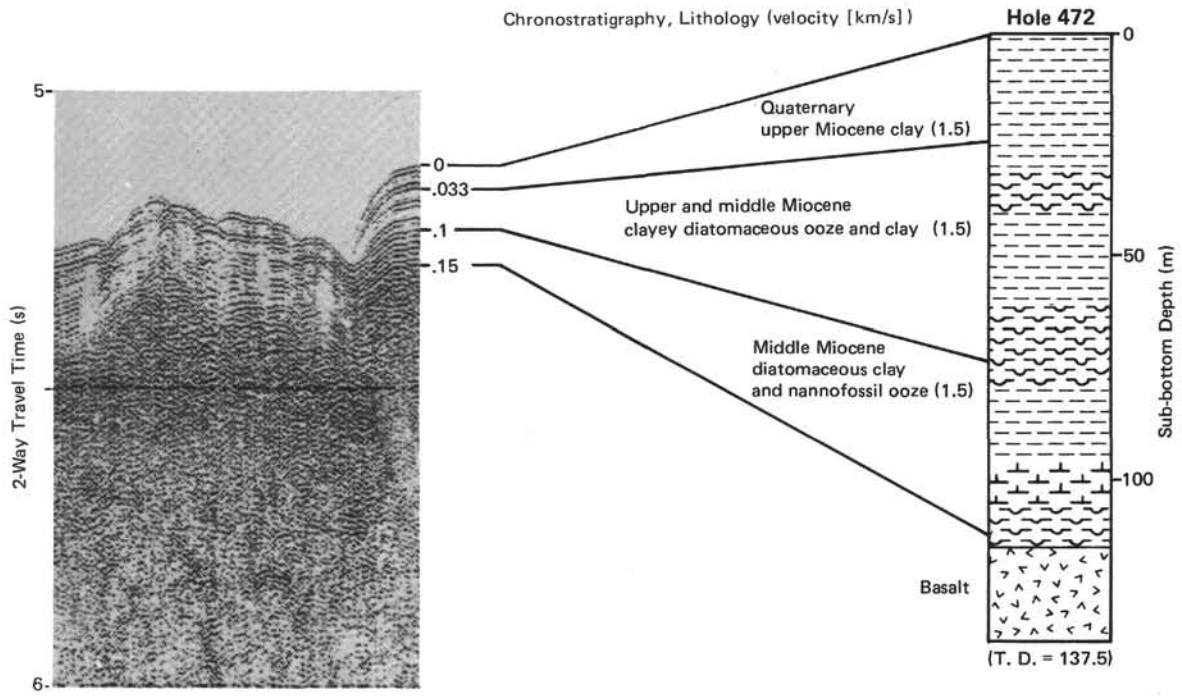 Chronostratigraphy, Lithology (velocity [km/s])
Hole 472
5
0
.033
.1
.15
6
2-Way Travel Time (s)
Quaternary
upper Miocene clay (1.5)
Upper and middle Miocene
clayey diatomaceous ooze and clay (1.5)
Middle Miocene
diatomaceous clay
and nannofossil ooze (1.5)
Basalt
0
50
100
Sub-bottom Depth (m)
(T. D. = 137.5)